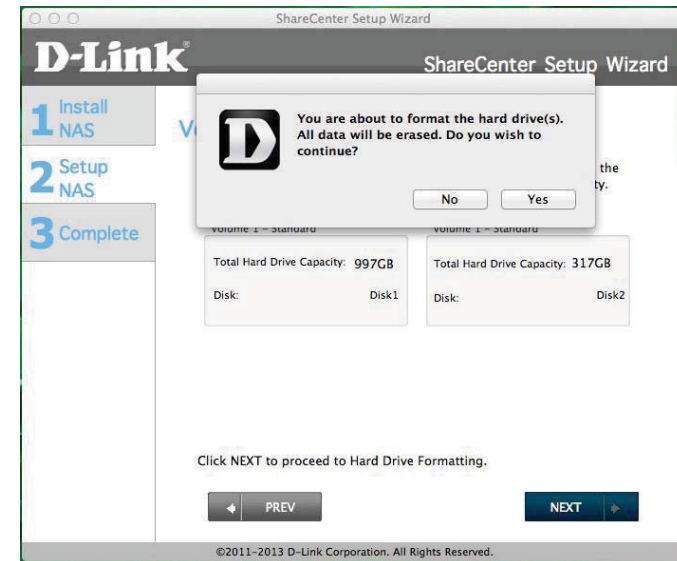 ShareCenter Setup Wizard
D-Link®
ShareCenter Setup Wizard
1 Install
NAS
2 Setup
NAS
3 Complete
You are about to format the hard drive(s).
All data will be erased. Do you wish to
continue?
No Yes
the
ty.
Volume 1 - Standard
Total Hard Drive Capacity: 997GB
Disk: Disk1
Volume 1 - Standard
Total Hard Drive Capacity: 317GB
Disk: Disk2
Click NEXT to proceed to Hard Drive Formatting.
PREV
NEXT
©2011-2013 D-Link Corporation. All Rights Reserved.